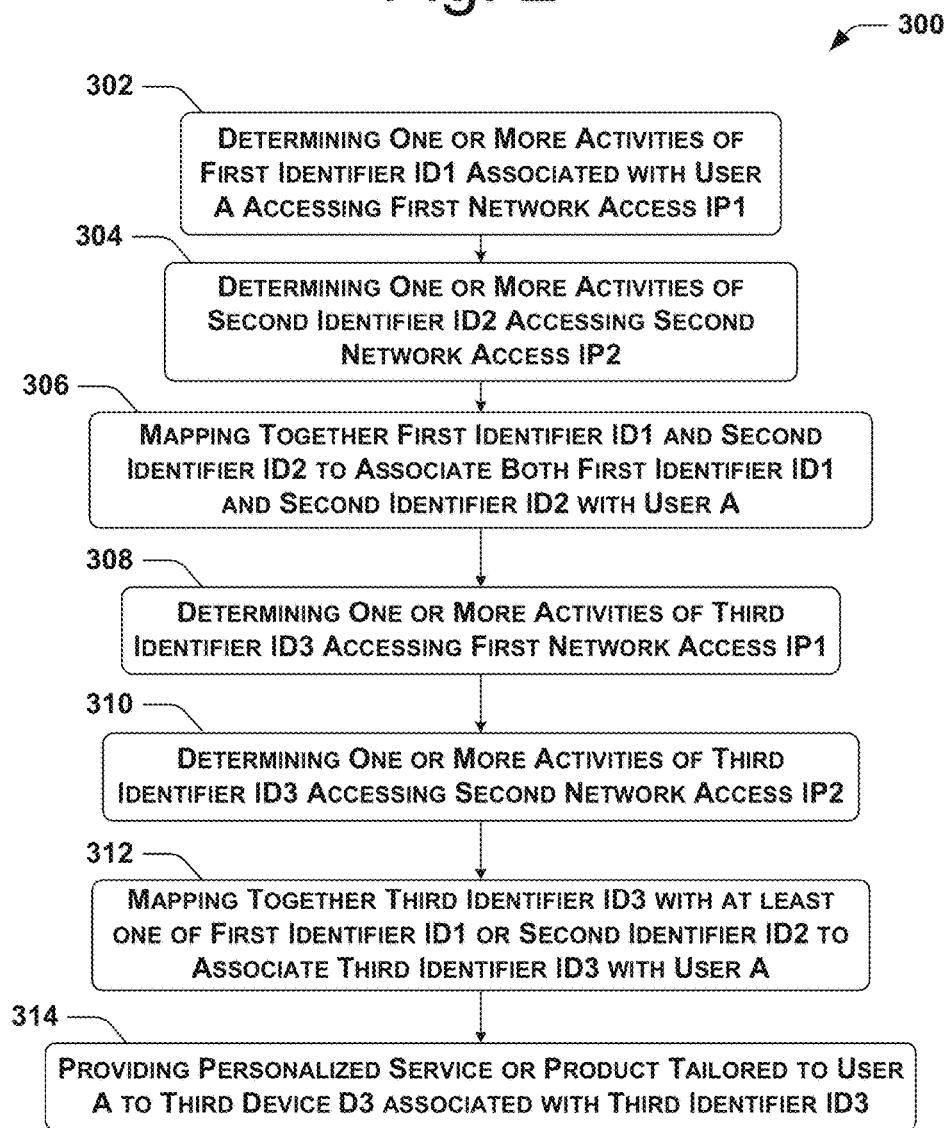 300
302
DETERMINING ONE OR MORE ACTIVITIES OF
FIRST IDENTIFIER ID1 ASSOCIATED WITH USER
A ACCESSING FIRST NETWORK ACCESS IP1
304
DETERMINING ONE OR MORE ACTIVITIES OF
SECOND IDENTIFIER ID2 ACCESSING SECOND
NETWORK ACCESS IP2
306
MAPPING TOGETHER FIRST IDENTIFIER ID1 AND SECOND
IDENTIFIER ID2 TO ASSOCIATE BOTH FIRST IDENTIFIER ID1
AND SECOND IDENTIFIER ID2 WITH USER A
308
DETERMINING ONE OR MORE ACTIVITIES OF THIRD
IDENTIFIER ID3 ACCESSING FIRST NETWORK ACCESS IP1
310
DETERMINING ONE OR MORE ACTIVITIES OF THIRD
IDENTIFIER ID3 ACCESSING SECOND NETWORK ACCESS IP2
312
MAPPING TOGETHER THIRD IDENTIFIER ID3 WITH AT LEAST
ONE OF FIRST IDENTIFIER ID1 OR SECOND IDENTIFIER ID2 TO
ASSOCIATE THIRD IDENTIFIER ID3 WITH USER A
314
PROVIDING PERSONALIZED SERVICE OR PRODUCT TAILORED TO USER
A TO THIRD DEVICE D3 ASSOCIATED WITH THIRD IDENTIFIER ID3